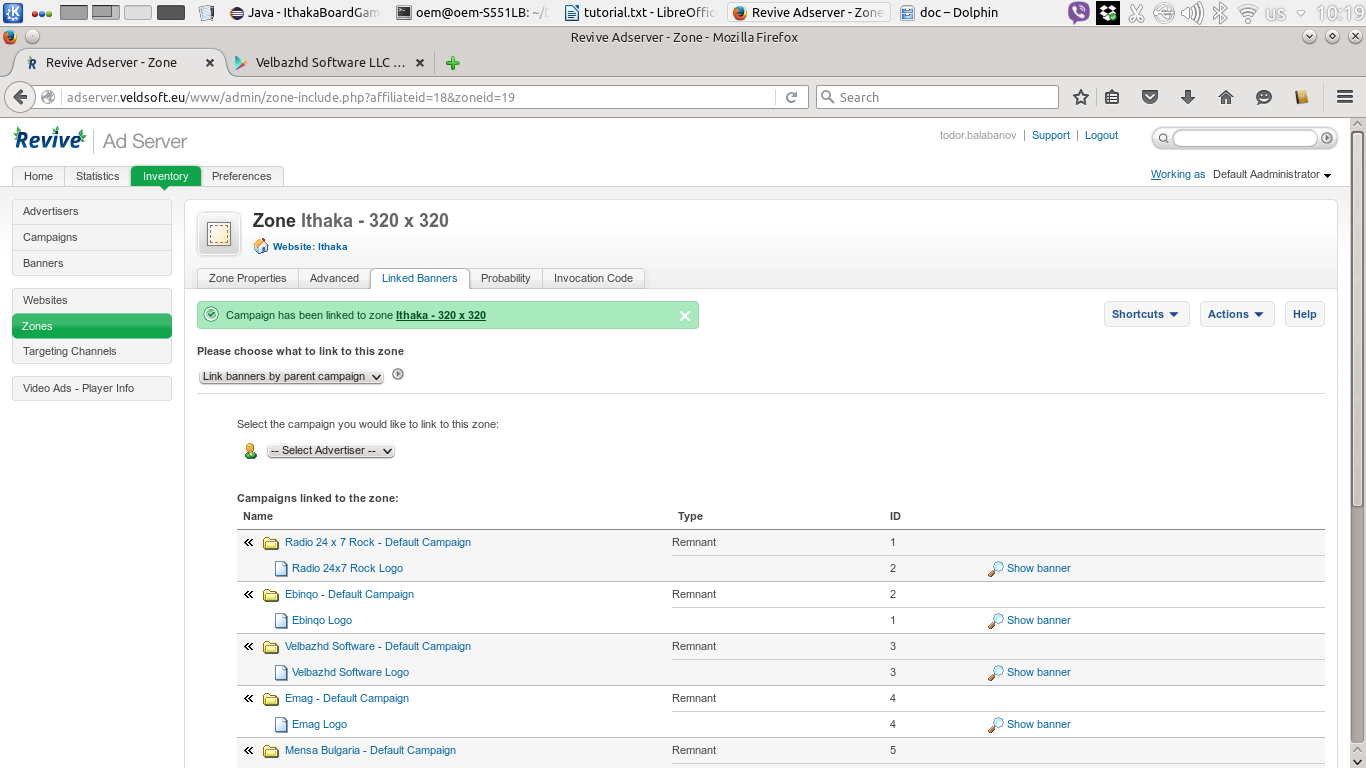 Java - IthakaBoardGam
oem@oem-S551LB: ~/t
tutorial.txt - LibreOffic
Revive Adserver - Zone
doc – Dolphin
us
10:19
Revive Adserver - Zone - Mozilla Firefox
Revive Adserver - Zone
Velbazhd Software LLC ...
adserver.veldsoft.eu/www/admin/zone-include.php?affiliateid=18&zoneid=19
Search
Revive Ad Server
todor.balabanov | Support | Logout
Home Statistics Inventory Preferences
Working as Default Aadministrator
Advertisers
Campaigns
Banners
Websites
Zones
Targeting Channels
Video Ads - Player Info
Zone Ithaka - 320 x 320
Website: Ithaka
Zone Properties Advanced Linked Banners Probability Invocation Code
Campaign has been linked to zone Ithaka - 320 x 320
Shortcuts Actions Help
Please choose what to link to this zone
Link banners by parent campaign
Select the campaign you would like to link to this zone:
-- Select Advertiser --
Campaigns linked to the zone:
Name Type ID
Radio 24 x 7 Rock - Default Campaign Remnant 1
Radio 24x7 Rock Logo 2 Show banner
Ebinqo - Default Campaign Remnant 2
Ebinqo Logo 1 Show banner
Velbazhd Software - Default Campaign Remnant 3
Velbazhd Software Logo 3 Show banner
Emag - Default Campaign Remnant 4
Emag Logo 4 Show banner
Mensa Bulgaria - Default Campaign Remnant 5